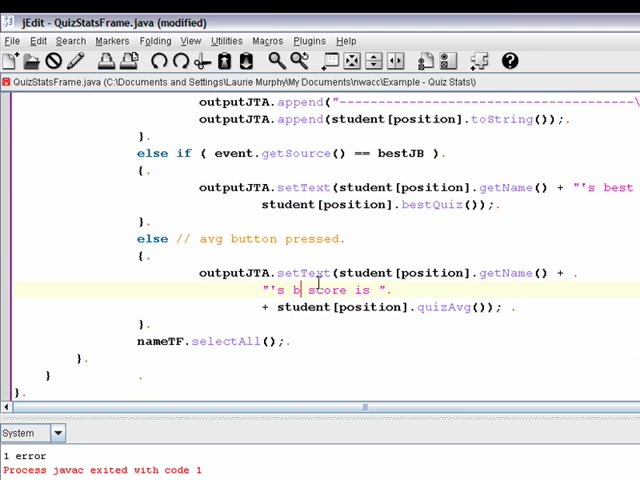 jEdit - QuizStatsFrame.java (modified)
File Edit Search Markers Folding View Utilities Macros Plugins Help
QuizStatsFrame.java (C:\Documents and Settings\Laurie Murphy\My Documents\nwacc\Example - Quiz Stats\)
outputJTA.append("--------------------------------------\
outputJTA.append(student[position].toString());.
}.
else if ( event.getSource() == bestJB ).
{.
outputJTA.setText(student[position].getName() + "'s best
student[position].bestQuiz());.
}.
else // avg button pressed.
{.
outputJTA.setText(student[position].getName() + .
"'s b score is ".
+ student[position].quizAvg()); .
}.
nameTF.selectAll();.
}.
} .
}.
System
1 error
Process javac exited with code 1